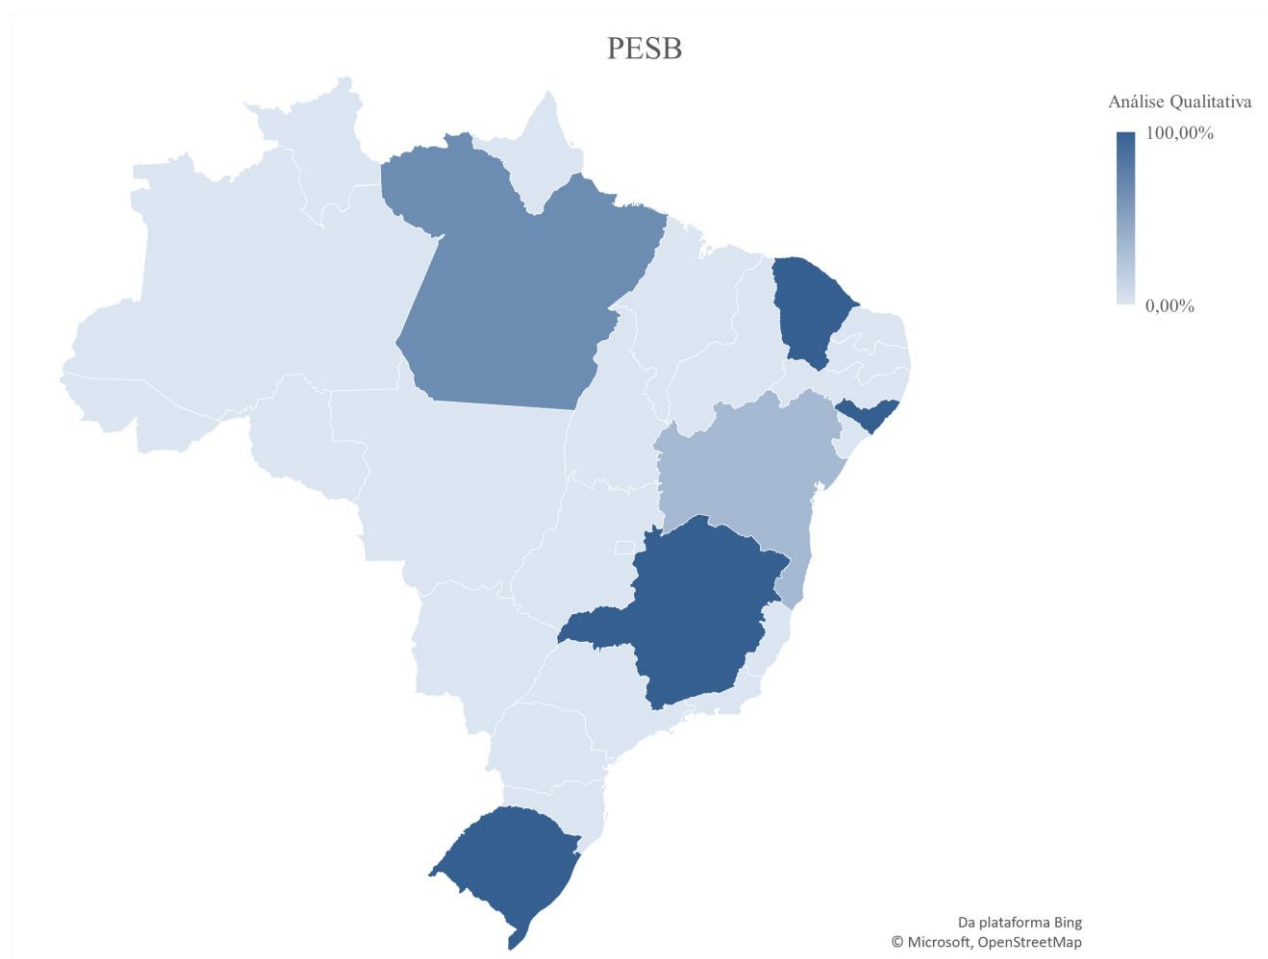 PESB
Análise Qualitativa
100,00%
0,00%
Da plataforma Bing
© Microsoft, OpenStreetMap